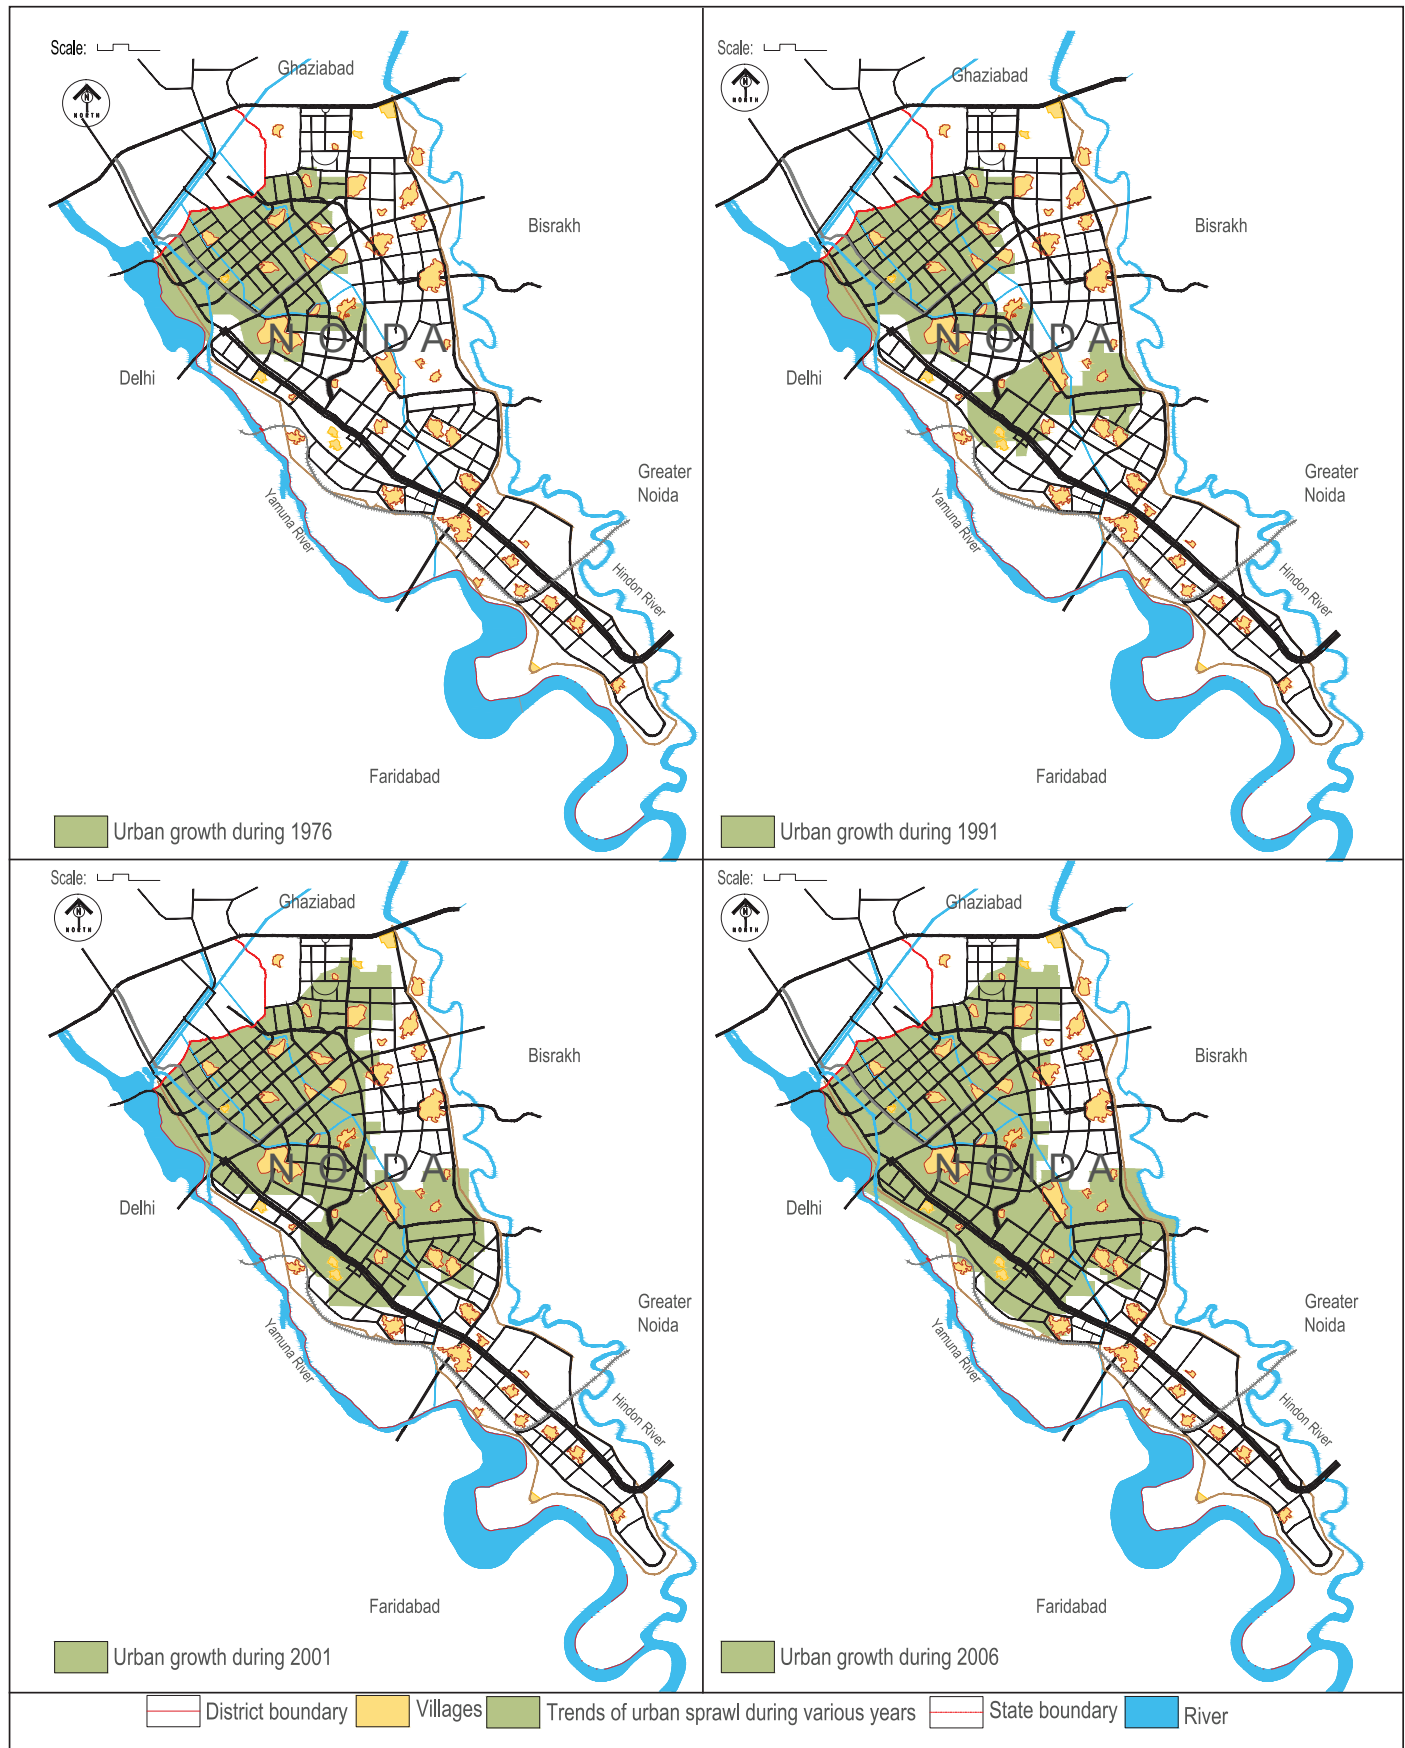 Scale:
Ghaziabad
N
NORTH
Bisrakh
NOIDA
Delhi
Greater
Noida
Yamuna River
Hindon River
Faridabad
Urban growth during 1976
Scale:
Ghaziabad
N
NORTH
Bisrakh
NOIDA
Delhi
Greater
Noida
Yamuna River
Hindon River
Faridabad
Urban growth during 1991
Scale:
Ghaziabad
N
NORTH
Bisrakh
NOIDA
Delhi
Greater
Noida
Yamuna River
Hindon River
Faridabad
Urban growth during 2001
Scale:
Ghaziabad
N
NORTH
Bisrakh
NOIDA
Delhi
Greater
Noida
Yamuna River
Hindon River
Faridabad
Urban growth during 2006
District boundary Villages Trends of urban sprawl during various years State boundary River